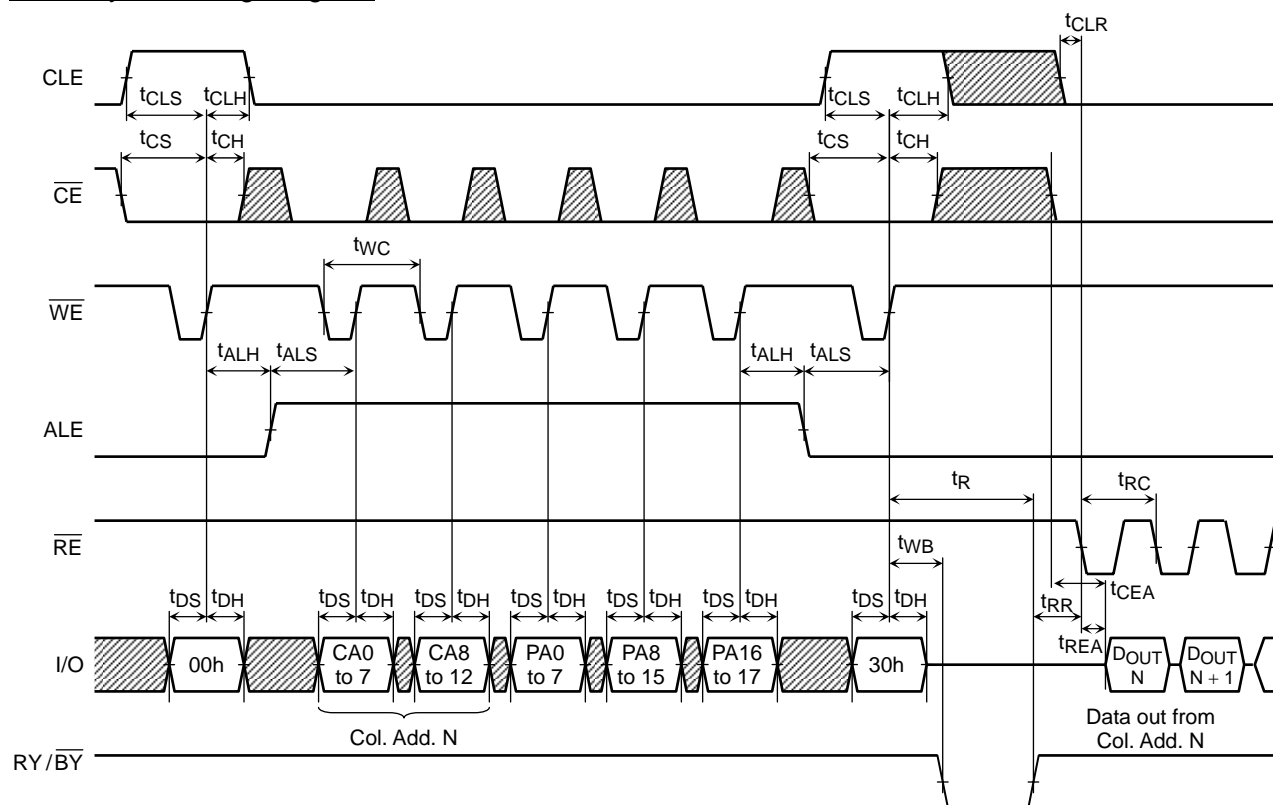 tCLR
CLE
tCLS tCLH tCLS tCLH
tCS tCH tCS tCH
CE
tWC
WE
tALH tALS tALH tALS
ALE
tR tRC
RE
tWB
tCEA
tDS tDH tDS tDH tDS tDH tDS tDH tDS tDH tDS tDH tDS tDH tRR
tREA
I/O 00h CA0 to 7 CA8 to 12 PA0 to 7 PA8 to 15 PA16 to 17 30h DOUT N DOUT N + 1
Col. Add. N
Data out from
Col. Add. N
RY/BY